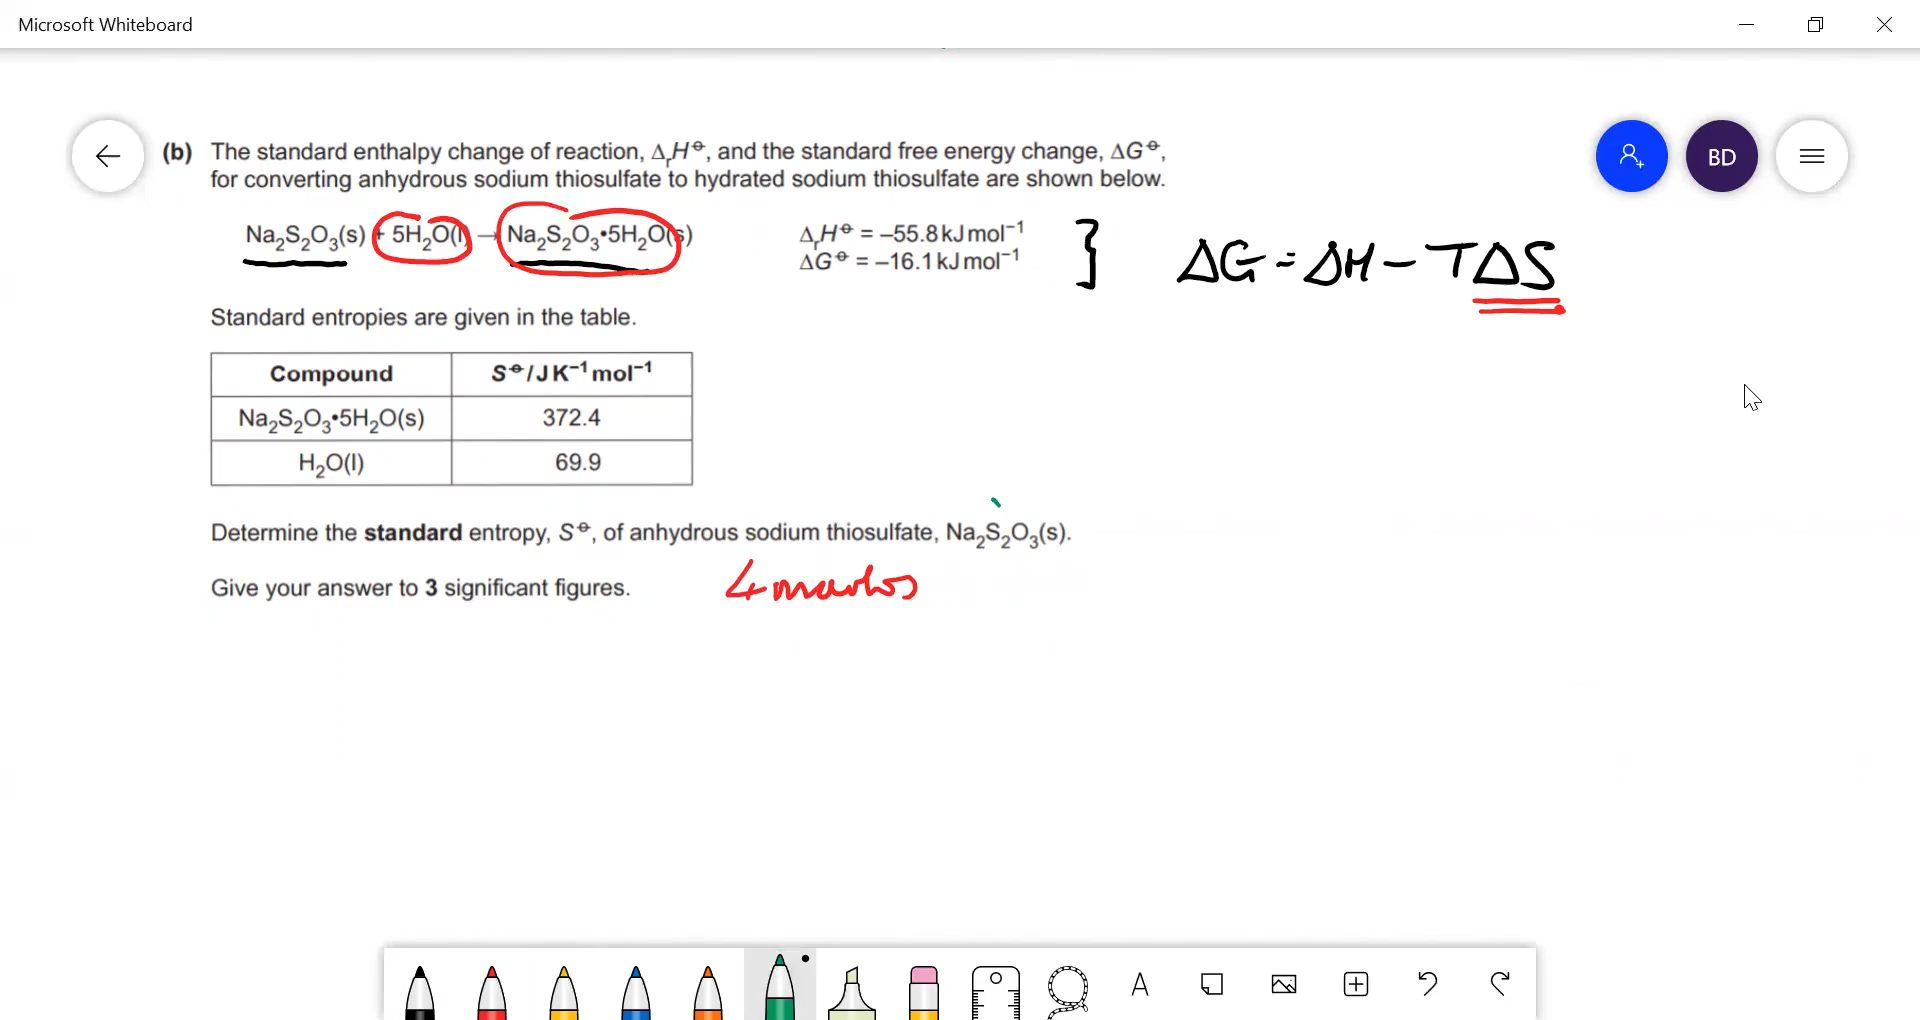 Microsoft Whiteboard
(b) The standard enthalpy change of reaction, ΔᵣH⦵, and the standard free energy change, ΔG⦵,
for converting anhydrous sodium thiosulfate to hydrated sodium thiosulfate are shown below.
Na₂S₂O₃(s) + 5H₂O(l) → Na₂S₂O₃•5H₂O(s) ΔᵣH⦵ = –55.8 kJ mol⁻¹
ΔG⦵ = –16.1 kJ mol⁻¹
} ΔG = ΔH – TΔS
BD
Standard entropies are given in the table.
Compound S⦵/J K⁻¹ mol⁻¹
Na₂S₂O₃•5H₂O(s) 372.4
H₂O(l) 69.9
Determine the standard entropy, S⦵, of anhydrous sodium thiosulfate, Na₂S₂O₃(s).
Give your answer to 3 significant figures. 4 marks
A